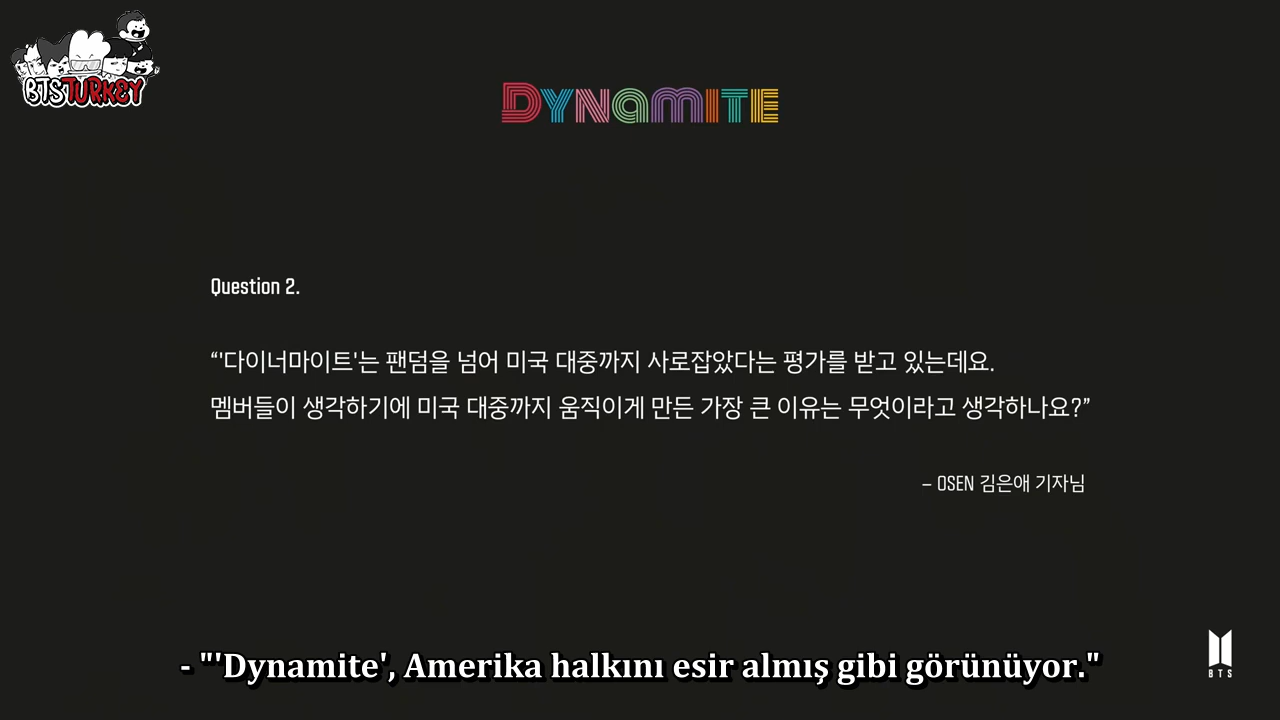 BTSTURKEY
DYNAMITE
Question 2.
“'다이너마이트'는 팬덤을 넘어 미국 대중까지 사로잡았다는 평가를 받고 있는데요.
멤버들이 생각하기에 미국 대중까지 움직이게 만든 가장 큰 이유는 무엇이라고 생각하나요?”
– OSEN 김은애 기자님
BTS
- "'Dynamite', Amerika halkını esir almış gibi görünüyor."